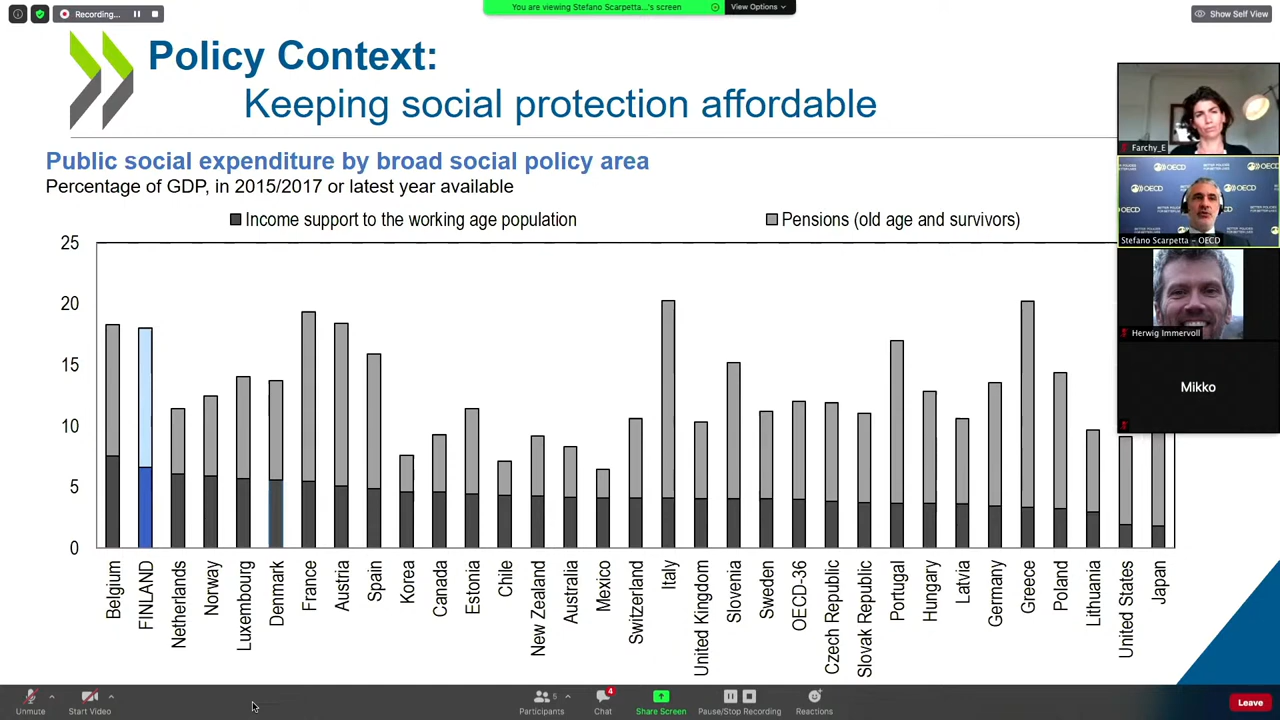 Recording...
You are viewing Stefano Scarpetta...'s screen
View Options
Show Self View
Policy Context:
Keeping social protection affordable
Public social expenditure by broad social policy area
Percentage of GDP, in 2015/2017 or latest year available
Income support to the working age population
Pensions (old age and survivors)
25
20
15
10
5
0
Belgium
FINLAND
Netherlands
Norway
Luxembourg
Denmark
France
Austria
Spain
Korea
Canada
Estonia
Chile
New Zealand
Australia
Mexico
Switzerland
Italy
United Kingdom
Slovenia
Sweden
OECD-36
Czech Republic
Slovak Republic
Portugal
Hungary
Latvia
Germany
Greece
Poland
Lithuania
United States
Japan
Farchy_E
OECD
Stefano Scarpetta – OECD
Herwig Immervoll
Mikko
Unmute
Start Video
5
Participants
4
Chat
Share Screen
Pause/Stop Recording
Reactions
Leave